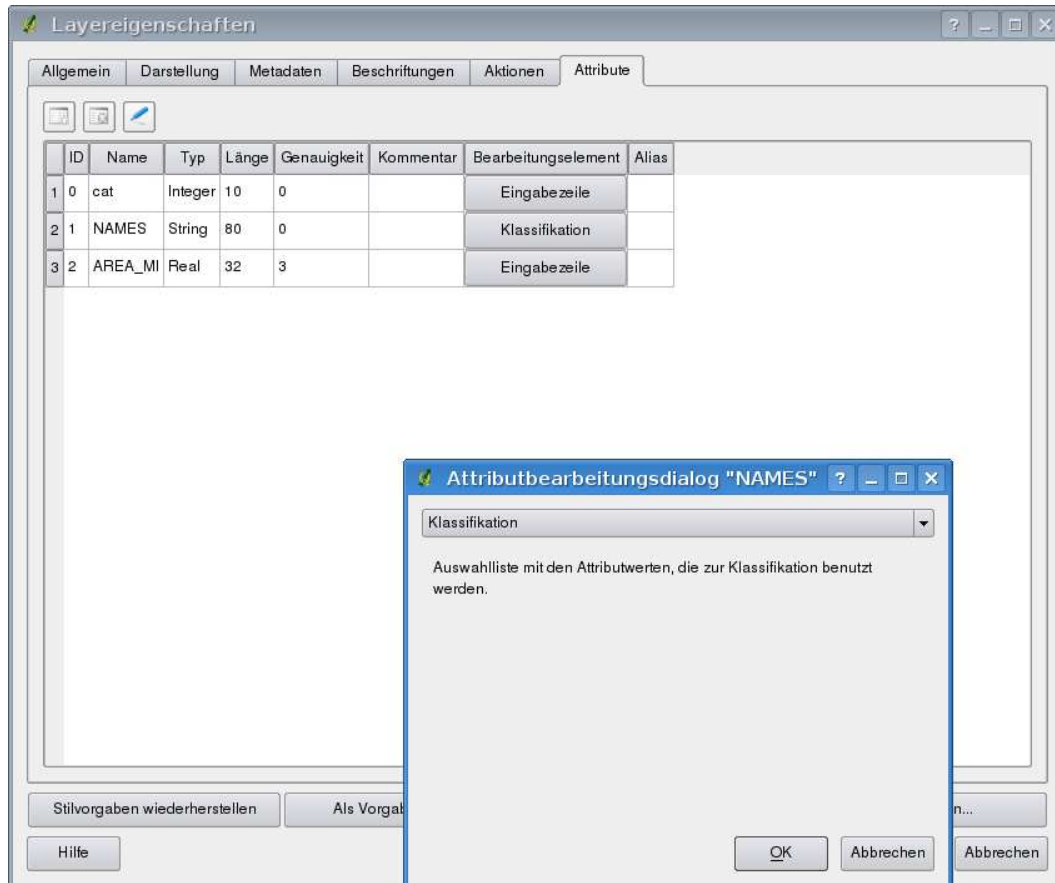 Layereigenschaften
Allgemein Darstellung Metadaten Beschriftungen Aktionen Attribute
ID Name Typ Länge Genauigkeit Kommentar Bearbeitungselement Alias
1 0 cat Integer 10 0 Eingabezeile
2 1 NAMES String 80 0 Klassifikation
3 2 AREA_MI Real 32 3 Eingabezeile
Attributbearbeitungsdialog "NAMES"
Klassifikation
Auswahlliste mit den Attributwerten, die zur Klassifikation benutzt
werden.
OK Abbrechen
Stilvorgaben wiederherstellen Als Vorgab n...
Hilfe Abbrechen